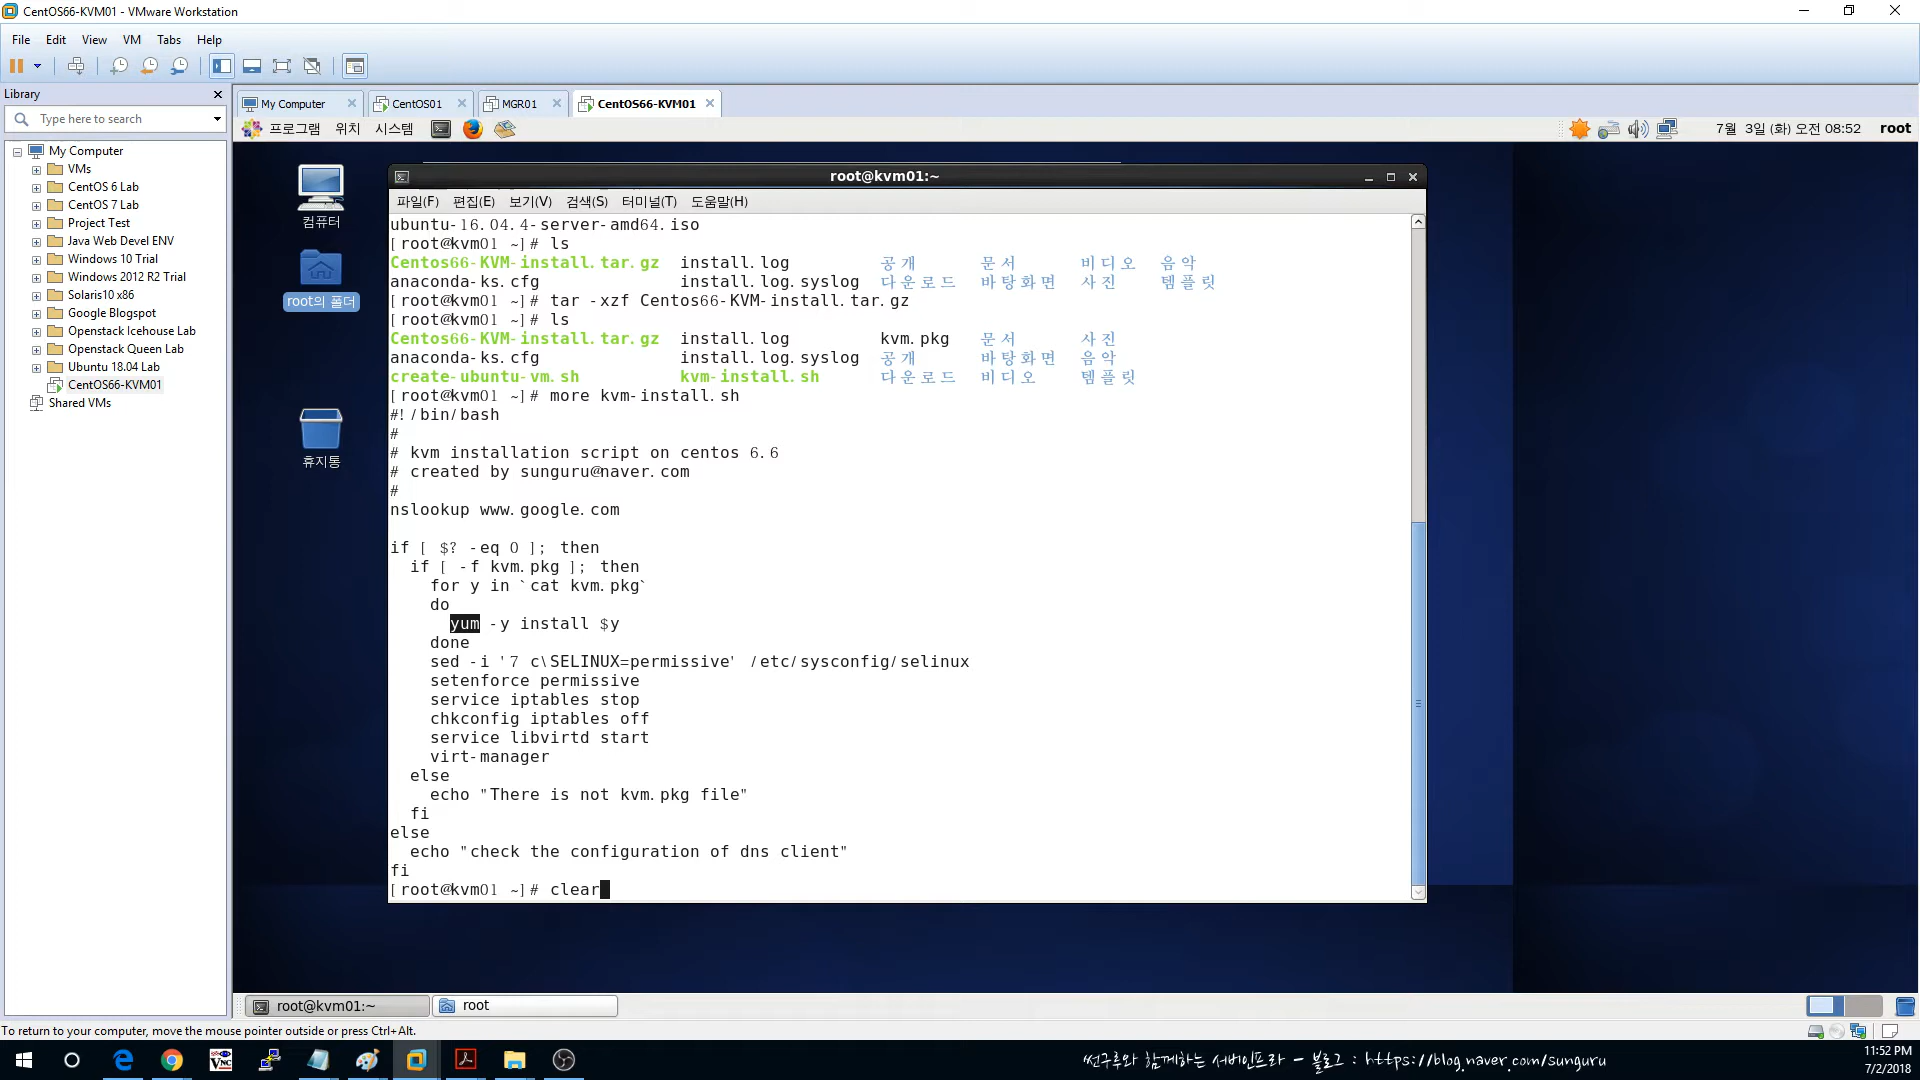 CentOS66-KVM01 - VMware Workstation
File Edit View VM Tabs Help
Library
Type here to search
My Computer
VMs
CentOS 6 Lab
CentOS 7 Lab
Project Test
Java Web Devel ENV
Windows 10 Trial
Windows 2012 R2 Trial
Solaris10 x86
Google Blogspot
Openstack Icehouse Lab
Openstack Queen Lab
Ubuntu 18.04 Lab
CentOS66-KVM01
Shared VMs
My Computer CentOS01 MGR01 CentOS66-KVM01
프로그램 위치 시스템 7월 3일 (화) 오전 08:52 root
컴퓨터
root의 폴더
휴지통
root@kvm01:~
파일(F) 편집(E) 보기(V) 검색(S) 터미널(T) 도움말(H)
ubuntu-16.04.4-server-amd64.iso
[root@kvm01 ~]# ls
Centos66-KVM-install.tar.gz install.log 공개 문서 비디오 음악
anaconda-ks.cfg install.log.syslog 다운로드 바탕화면 사진 템플릿
[root@kvm01 ~]# tar -xzf Centos66-KVM-install.tar.gz
[root@kvm01 ~]# ls
Centos66-KVM-install.tar.gz install.log kvm.pkg 문서 사진
anaconda-ks.cfg install.log.syslog 공개 바탕화면 음악
create-ubuntu-vm.sh kvm-install.sh 다운로드 비디오 템플릿
[root@kvm01 ~]# more kvm-install.sh
#!/bin/bash
#
# kvm installation script on centos 6.6
# created by sunguru@naver.com
#
nslookup www.google.com
if [ $? -eq 0 ]; then
if [ -f kvm.pkg ]; then
for y in `cat kvm.pkg`
do
yum -y install $y
done
sed -i '7 c\SELINUX=permissive' /etc/sysconfig/selinux
setenforce permissive
service iptables stop
chkconfig iptables off
service libvirtd start
virt-manager
else
echo "There is not kvm.pkg file"
fi
else
echo "check the configuration of dns client"
fi
[root@kvm01 ~]# clear
root@kvm01:~ root
To return to your computer, move the mouse pointer outside or press Ctrl+Alt.
썬구루와 함께하는 서버인프라 - 블로그 : https://blog.naver.com/sunguru
11:52 PM
7/2/2018